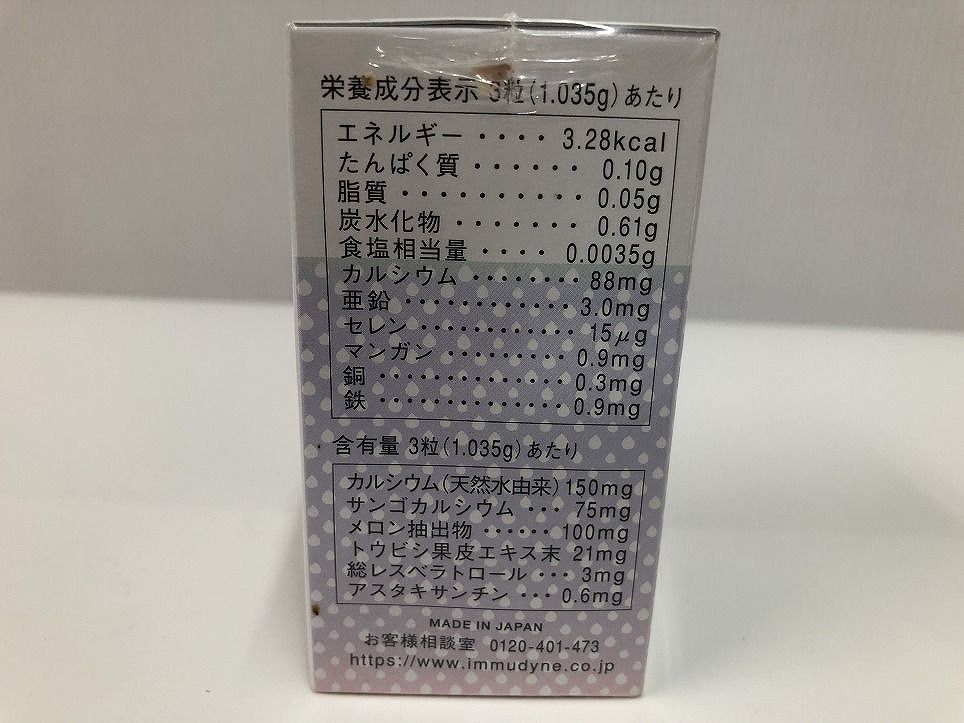 栄養成分表示 3粒(1.035g)あたり
エネルギー ・・・・ 3.28kcal
たんぱく質 ・・・・・・ 0.10g
脂質 ・・・・・・・・・・ 0.05g
炭水化物 ・・・・・・・ 0.61g
食塩相当量 ・・・・ 0.0035g
カルシウム ・・・・・・・・ 88mg
亜鉛 ・・・・・・・・・・・・ 3.0mg
セレン ・・・・・・・・・・・・ 15μg
マンガン ・・・・・・・・・ 0.9mg
銅 ・・・・・・・・・・・・・・ 0.3mg
鉄 ・・・・・・・・・・・・・・ 0.9mg
含有量 3粒(1.035g)あたり
カルシウム(天然水由来) 150mg
サンゴカルシウム ・・・ 75mg
メロン抽出物 ・・・・・・ 100mg
トウビシ果皮エキス末 21mg
総レスベラトロール ・・・ 3mg
アスタキサンチン ・・・ 0.6mg
MADE IN JAPAN
お客様相談室 0120-401-473
https://www.immudyne.co.jp